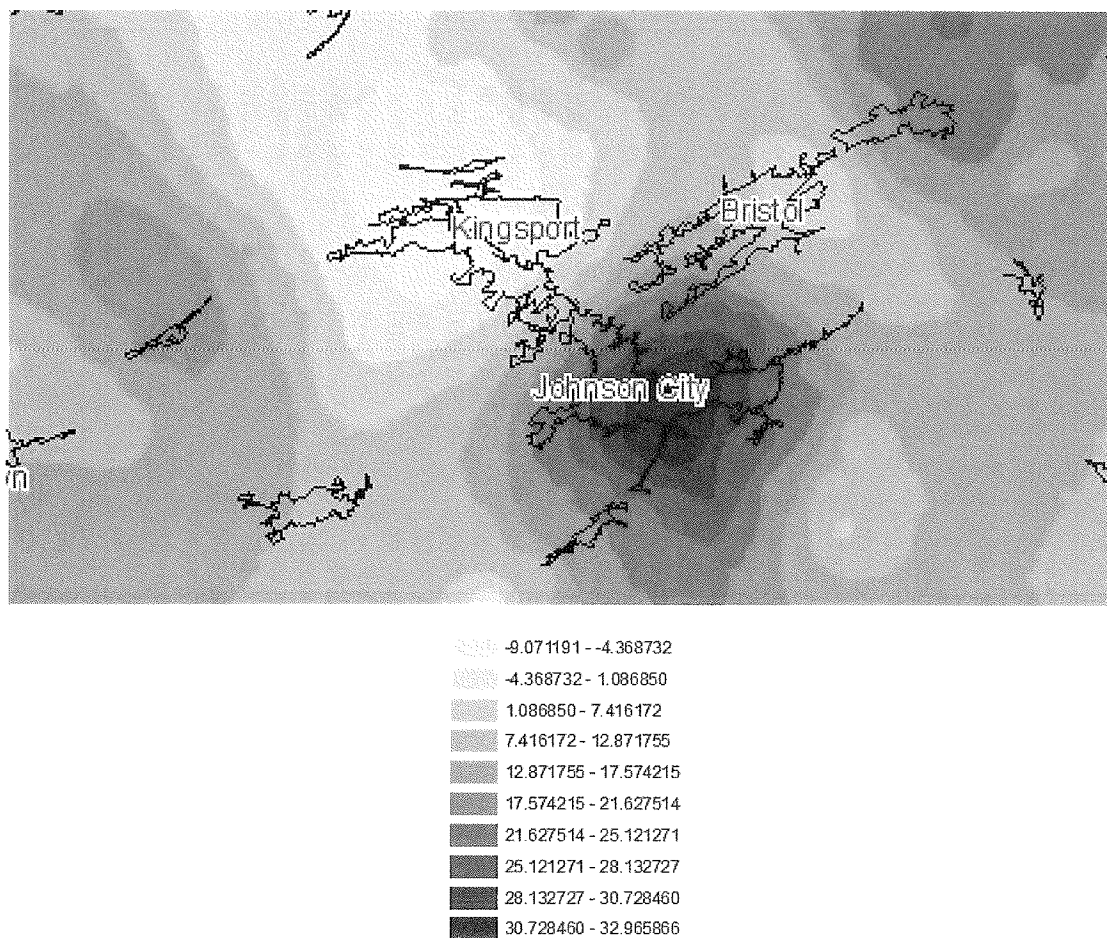 Kingsport
Bristol
Johnson City
n
-9.071191 - -4.368732
-4.368732 - 1.086850
1.086850 - 7.416172
7.416172 - 12.871755
12.871755 - 17.574215
17.574215 - 21.627514
21.627514 - 25.121271
25.121271 - 28.132727
28.132727 - 30.728460
30.728460 - 32.965866